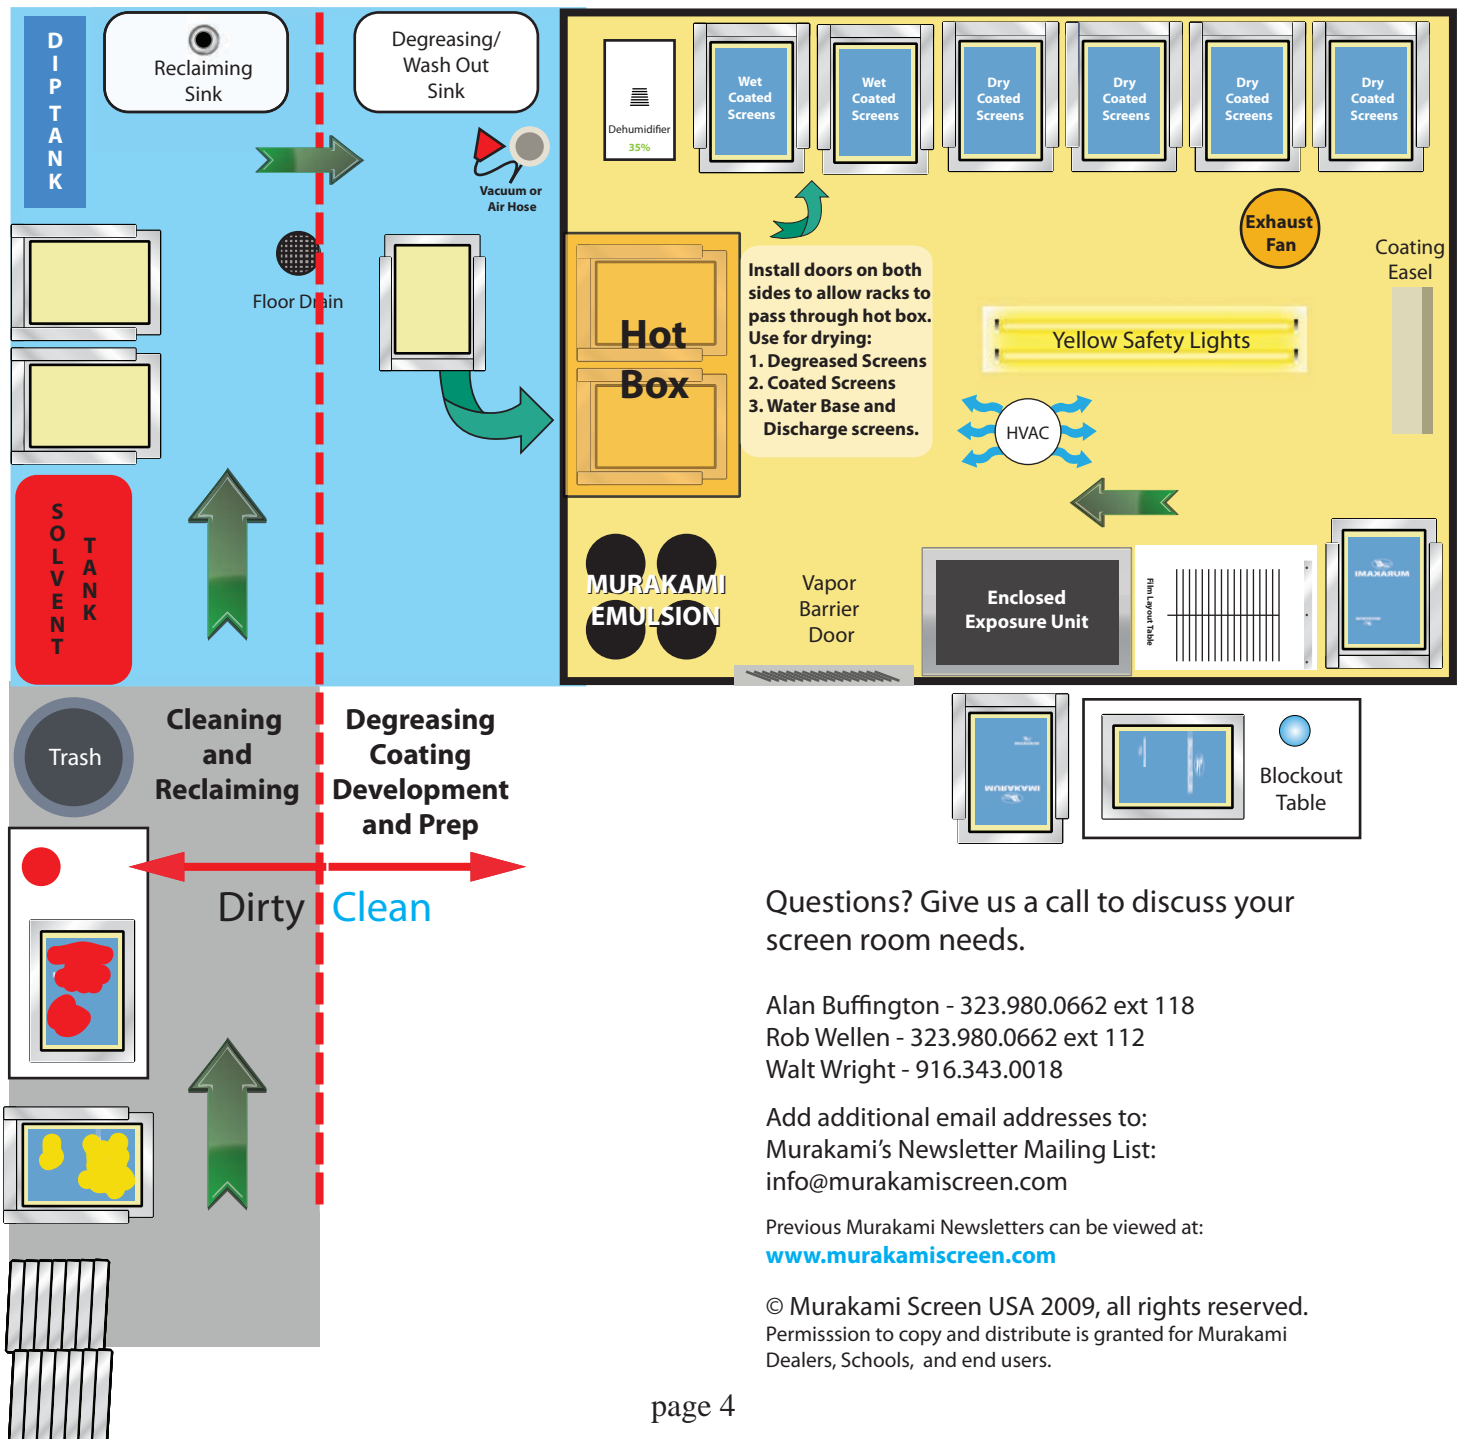 DIP TANK
Reclaiming
Sink
Degreasing/
Wash Out
Sink
Vacuum or
Air Hose
Floor Drain
Dehumidifier
35%
Wet
Coated
Screens
Wet
Coated
Screens
Dry
Coated
Screens
Dry
Coated
Screens
Dry
Coated
Screens
Dry
Coated
Screens
Exhaust
Fan
Coating
Easel
Hot
Box
Install doors on both
sides to allow racks to
pass through hot box.
Use for drying:
1. Degreased Screens
2. Coated Screens
3. Water Base and
Discharge screens.
Yellow Safety Lights
HVAC
SOLVENT
TANK
MURAKAMI
EMULSION
Vapor
Barrier
Door
Enclosed
Exposure Unit
Film Layout Table
MURAKAMI
Trash
Cleaning
and
Reclaiming
Degreasing
Coating
Development
and Prep
MURAKAMI
Blockout
Table
Dirty
Clean
Questions? Give us a call to discuss your
screen room needs.
Alan Buffington - 323.980.0662 ext 118
Rob Wellen - 323.980.0662 ext 112
Walt Wright - 916.343.0018
Add additional email addresses to:
Murakami's Newsletter Mailing List:
info@murakamiscreen.com
Previous Murakami Newsletters can be viewed at:
www.murakamiscreen.com
© Murakami Screen USA 2009, all rights reserved.
Permisssion to copy and distribute is granted for Murakami
Dealers, Schools, and end users.
page 4